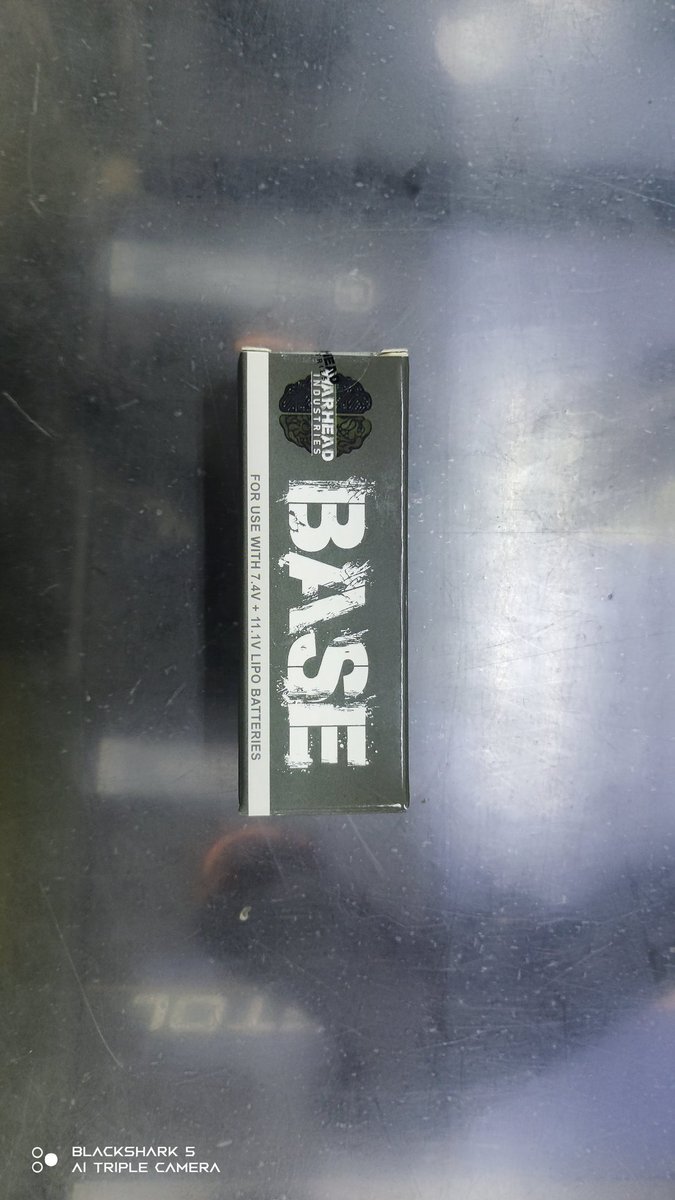 WARHEAD
INDUSTRIES
BASE
FOR USE WITH 7.4V + 11.1V LIPO BATTERIES
BLACKSHARK 5
AI TRIPLE CAMERA